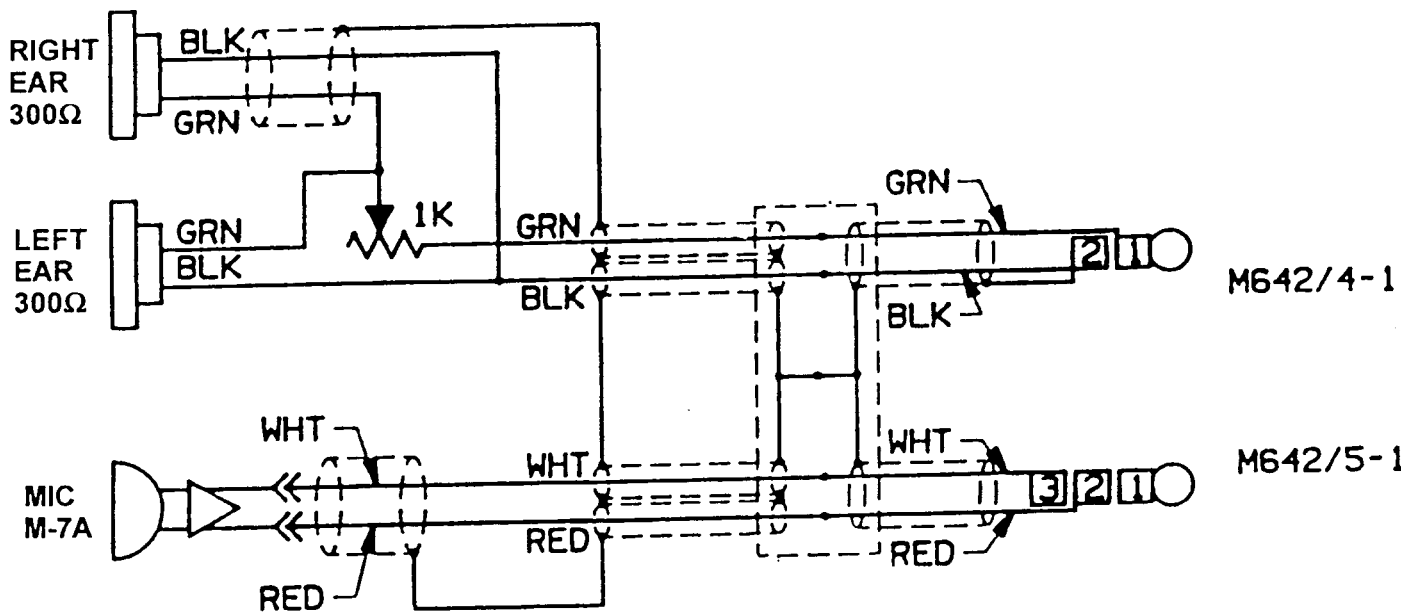 RIGHT
EAR
300Ω
BLK
GRN
LEFT
EAR
300Ω
GRN
BLK
1K
GRN
BLK
GRN
BLK
2
1
M642/4-1
MIC
M-7A
WHT
RED
WHT
RED
WHT
RED
3
2
1
M642/5-1